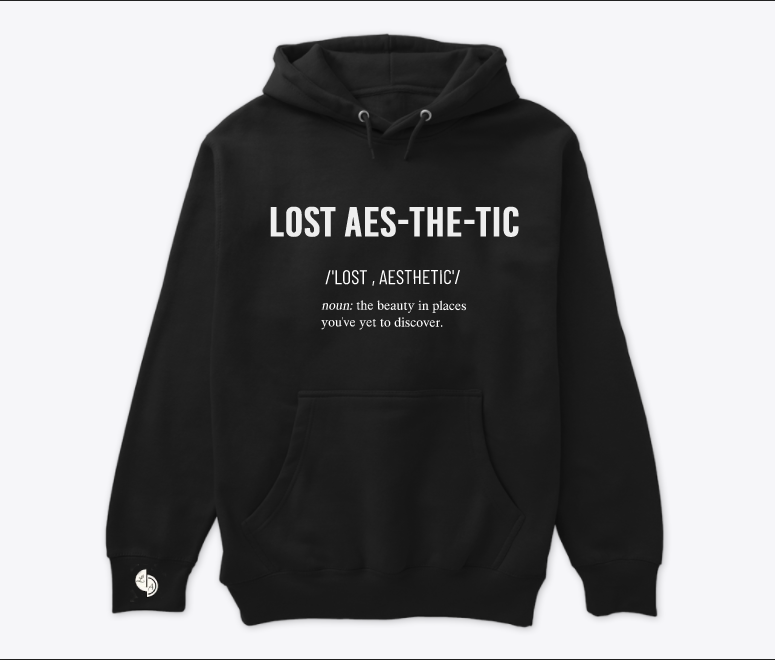 LOST AES-THE-TIC
/'LOST , AESTHETIC'/
noun: the beauty in places
you've yet to discover.